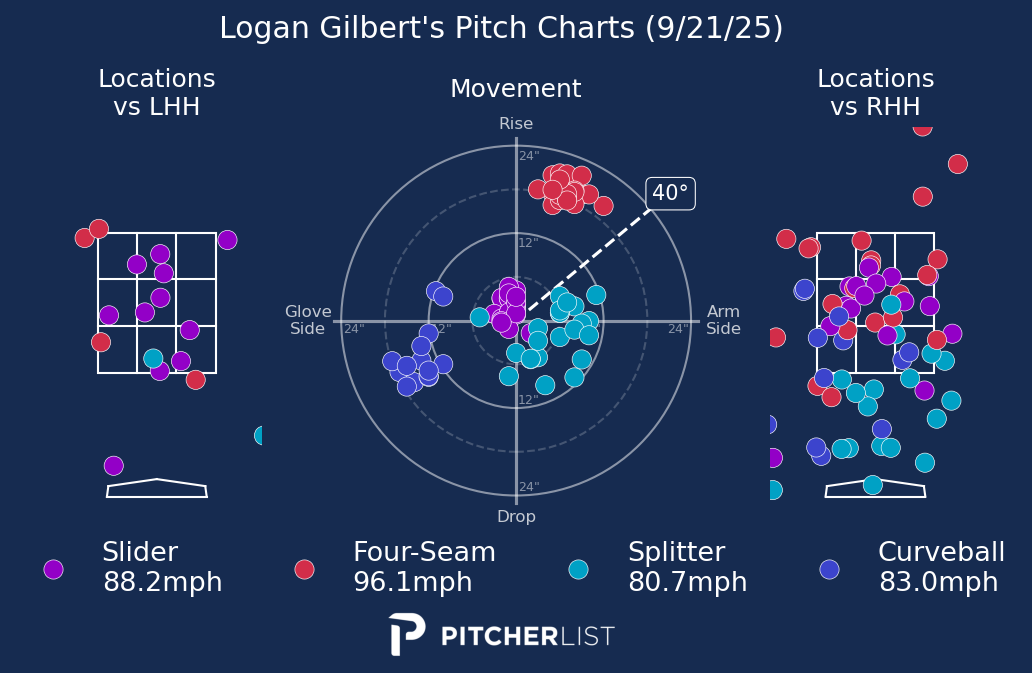 Logan Gilbert's Pitch Charts (9/21/25)
Locations
vs LHH
Movement
Locations
vs RHH
Rise
24"
40°
12"
Glove
Side
24"
2"
24"
Arm
Side
12"
24"
Drop
Slider
88.2mph
Four-Seam
96.1mph
Splitter
80.7mph
Curveball
83.0mph
PITCHERLIST